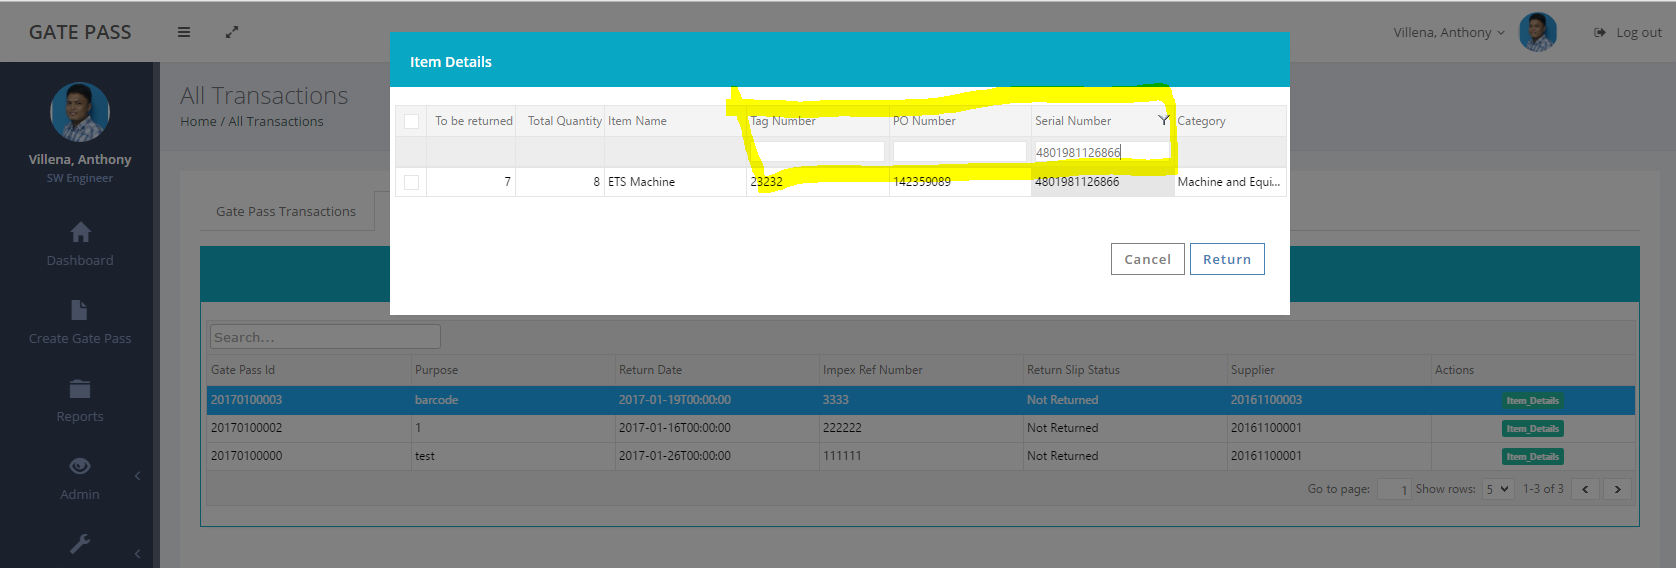 GATE PASS
Villena, Anthony
Log out
Item Details
Villena, Anthony
SW Engineer
Dashboard
Create Gate Pass
Reports
Admin
All Transactions
Home / All Transactions
To be returned Total Quantity Item Name Tag Number PO Number Serial Number Category
4801981126866
7 8 ETS Machine 23232 142359089 4801981126866 Machine and Equi...
Cancel Return
Gate Pass Transactions
Search...
Gate Pass Id Purpose Return Date Impex Ref Number Return Slip Status Supplier Actions
20170100003 barcode 2017-01-19T00:00:00 3333 Not Returned 20161100003 Item_Details
20170100002 1 2017-01-16T00:00:00 222222 Not Returned 20161100001 Item_Details
20170100000 test 2017-01-26T00:00:00 111111 Not Returned 20161100001 Item_Details
Go to page: 1 Show rows: 5 1-3 of 3